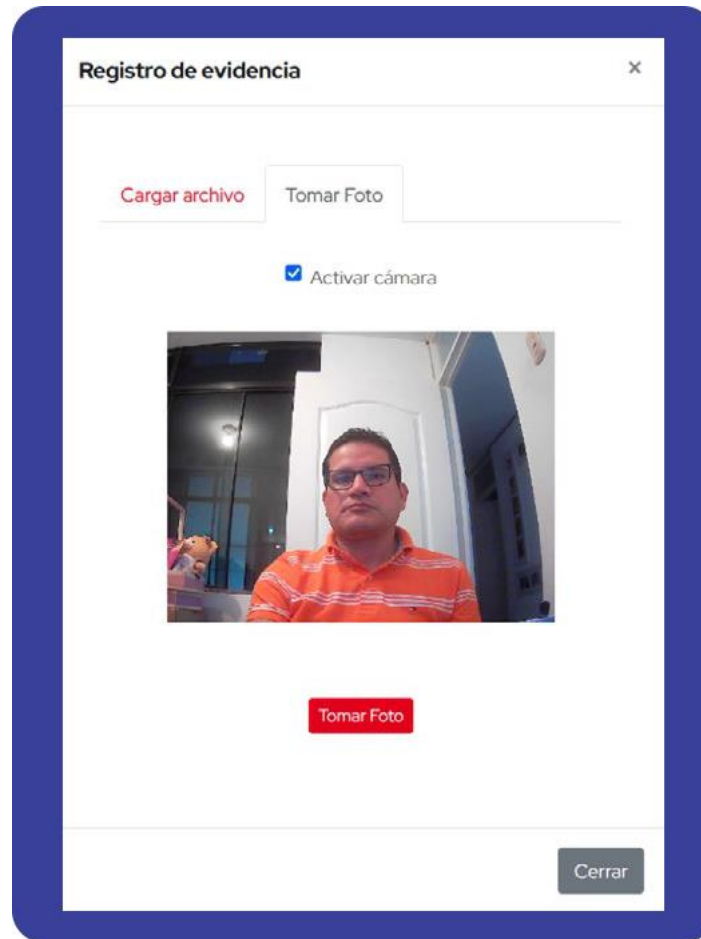 Registro de evidencia ×
Cargar archivo Tomar Foto
Activar cámara
Tomar Foto
Cerrar